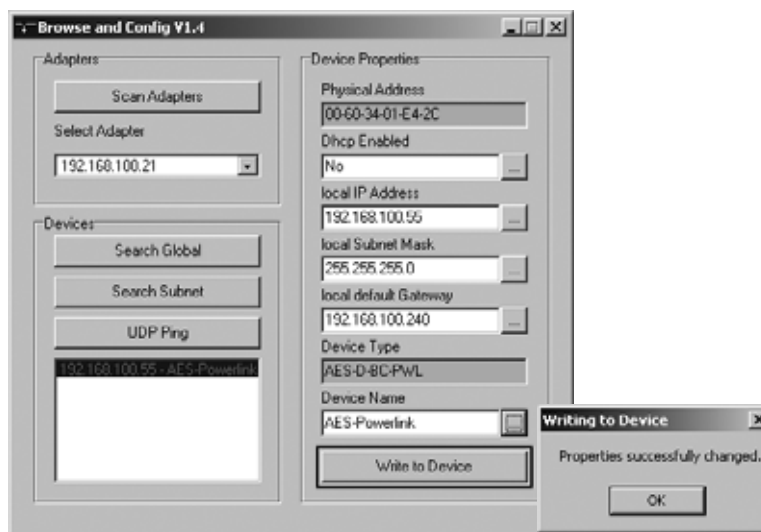 Browse and Config V1.4
Adapters
Scan Adapters
Select Adapter
192.168.100.21
Devices
Search Global
Search Subnet
UDP Ping
192.168.100.55 - AES-Powerlink
Device Properties
Physical Address
00-60-34-01-E4-2C
Dhcp Enabled
No
...
local IP Address
192.168.100.55
...
local Subnet Mask
255.255.255.0
...
local default Gateway
192.168.100.240
...
Device Type
AES-D-BC-PWL
Device Name
AES-Powerlink
...
Write to Device
Writing to Device
Properties successfully changed.
OK